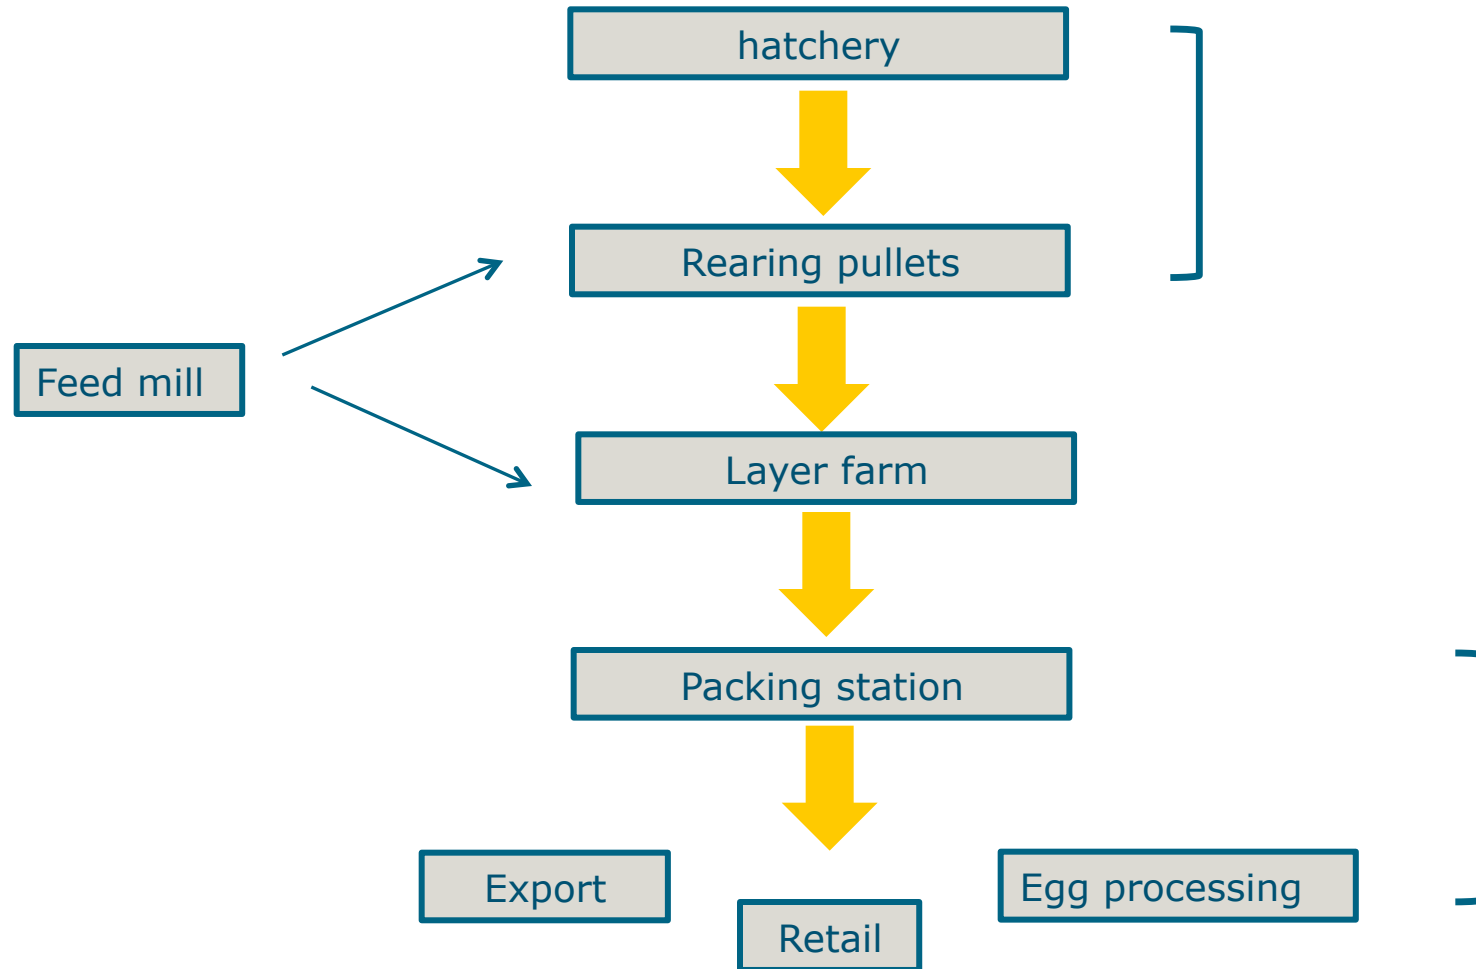 hatchery
Rearing pullets
Feed mill
Layer farm
Packing station
Export
Egg processing
Retail